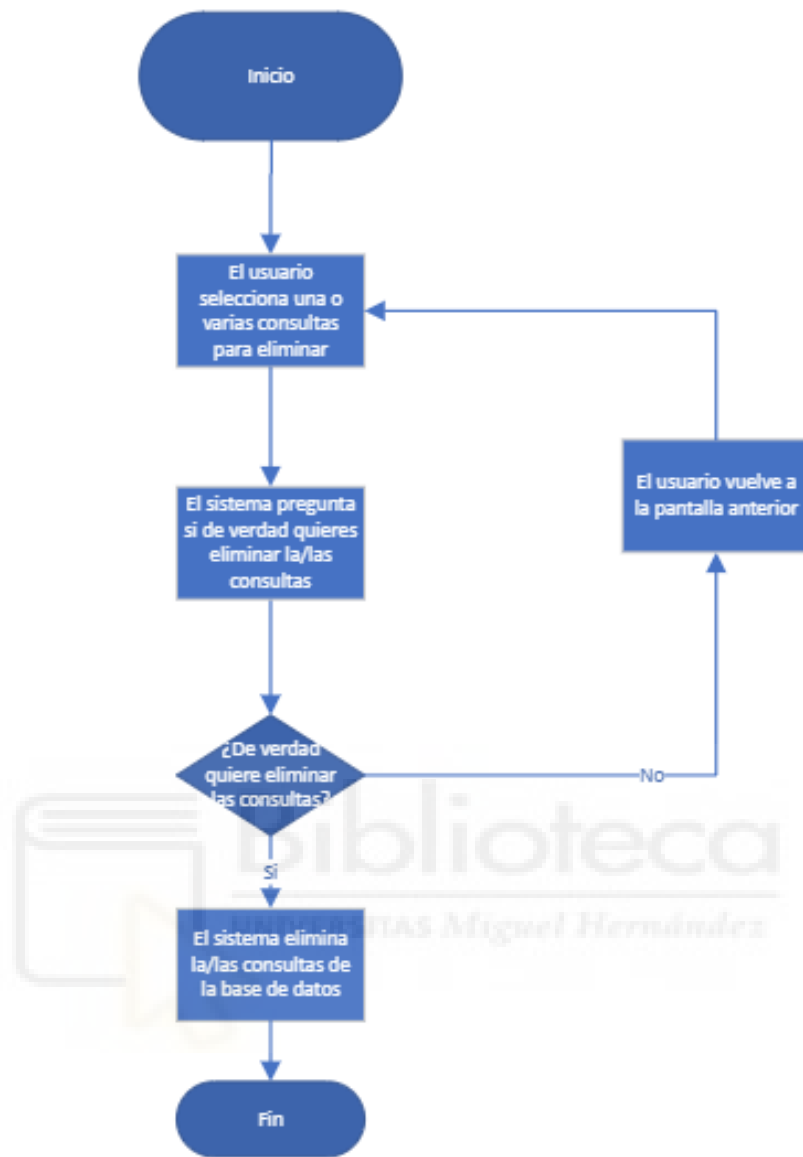 Inicio
El usuario
selecciona una o
varias consultas
para eliminar
El usuario vuelve a
la pantalla anterior
El sistema pregunta
si de verdad quieres
eliminar la/las
consultas
¿De verdad
quiere eliminar
las consultas?
No
Si
Biblioteca
UNIVERSITAS Miguel Hernández
El sistema elimina
la/las consultas de
la base de datos
Fin